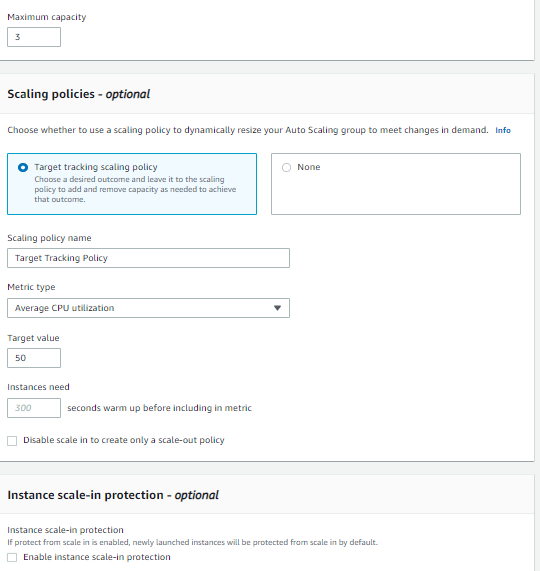 Maximum capacity
3
Scaling policies - optional
Choose whether to use a scaling policy to dynamically resize your Auto Scaling group to meet changes in demand. Info
Target tracking scaling policy
Choose a desired outcome and leave it to the scaling
policy to add and remove capacity as needed to achieve
that outcome.
None
Scaling policy name
Target Tracking Policy
Metric type
Average CPU utilization
Target value
50
Instances need
300 seconds warm up before including in metric
Disable scale in to create only a scale-out policy
Instance scale-in protection - optional
Instance scale-in protection
If protect from scale in is enabled, newly launched instances will be protected from scale in by default.
Enable instance scale-in protection